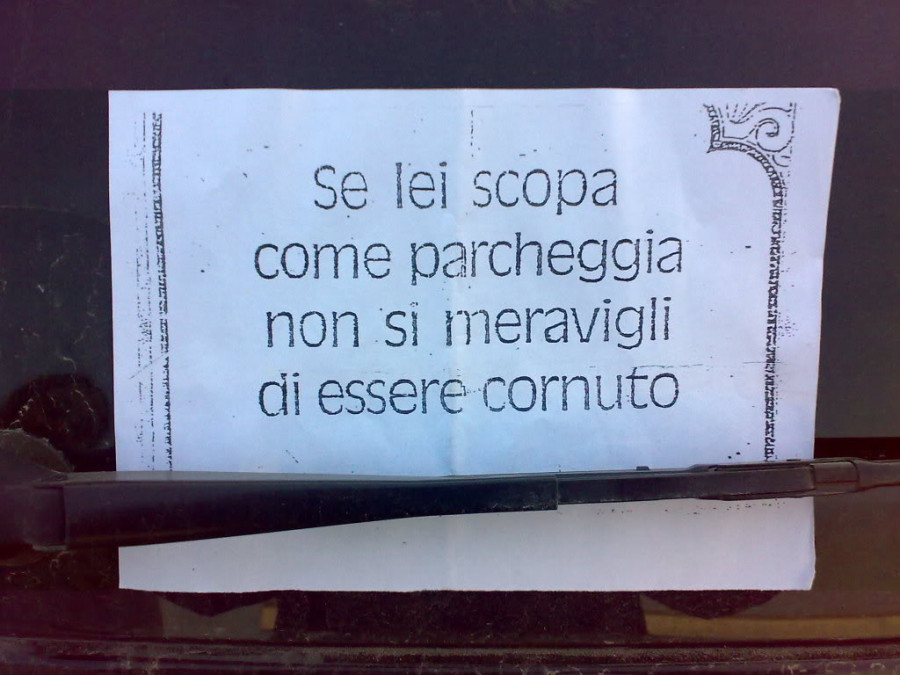 Se lei scopa
come parcheggia
non si meravigli
di essere cornuto